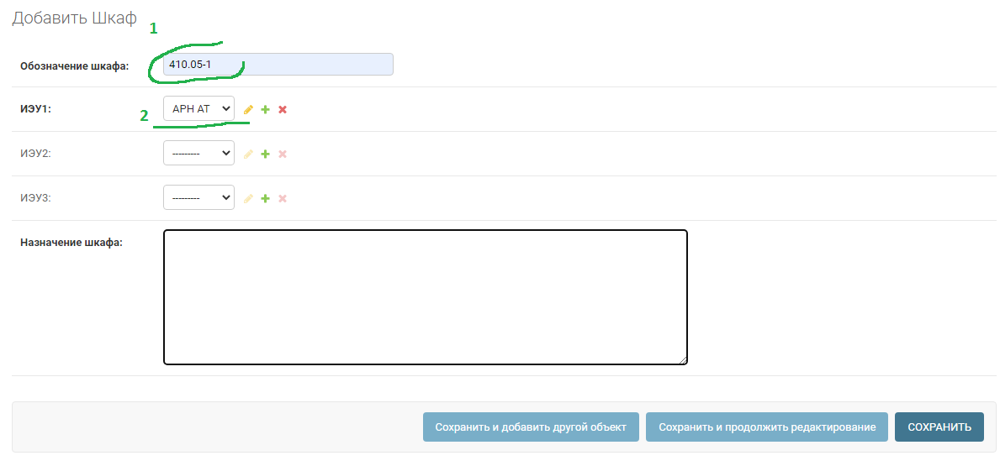 Добавить Шкаф
1
Обозначение шкафа: 410.05-1
ИЭУ1: АРН АТ
2
ИЭУ2: ---------
ИЭУ3: ---------
Назначение шкафа:
Сохранить и добавить другой объект Сохранить и продолжить редактирование СОХРАНИТЬ